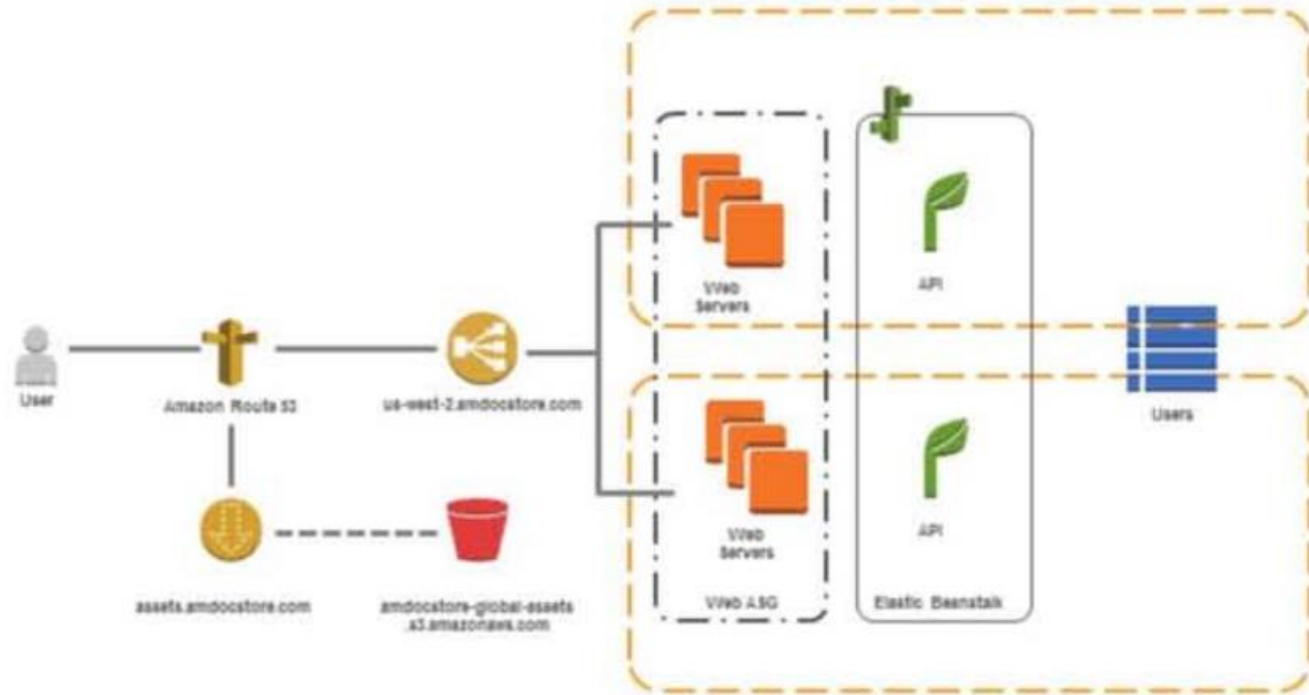 User
Amazon Route 53
us-west-2.amdocstore.com
assets.amdocstore.com
amdocstore-global-assets
.s3.amazonaws.com
Web
Servers
API
Web
Servers
API
Web ASG
Elastic Beanstalk
Users